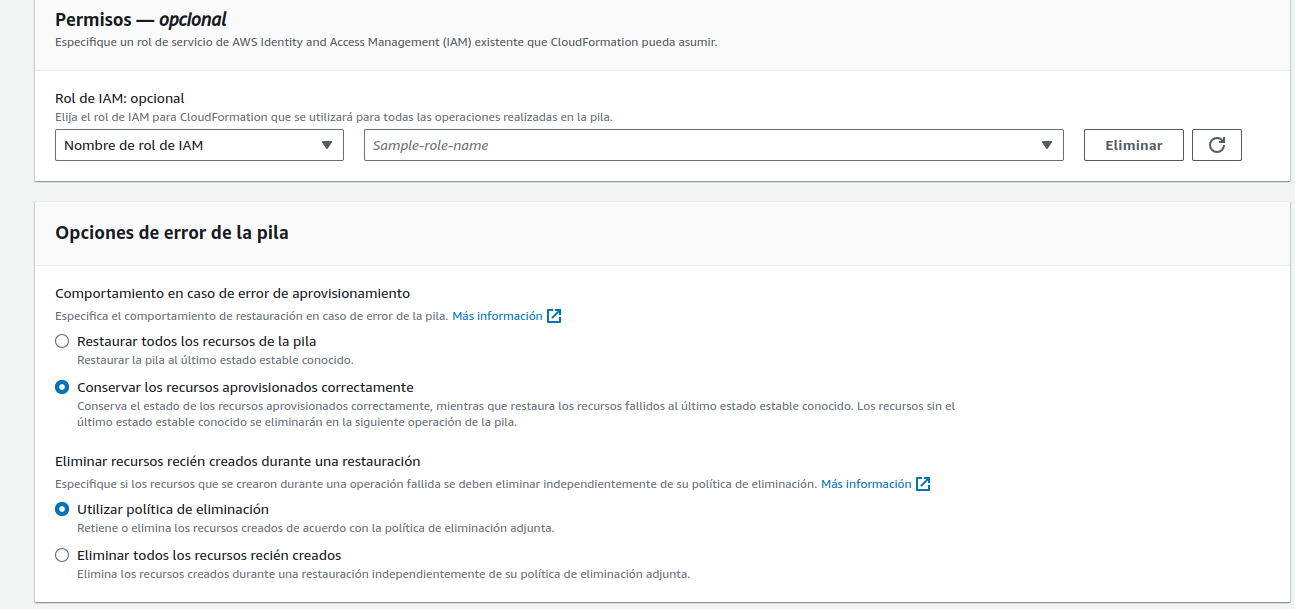 Permisos — opcional
Especifique un rol de servicio de AWS Identity and Access Management (IAM) existente que CloudFormation pueda asumir.
Rol de IAM: opcional
Elija el rol de IAM para CloudFormation que se utilizará para todas las operaciones realizadas en la pila.
Nombre de rol de IAM
Sample-role-name
Eliminar
Opciones de error de la pila
Comportamiento en caso de error de aprovisionamiento
Especifica el comportamiento de restauración en caso de error de la pila. Más información
Restaurar todos los recursos de la pila
Restaurar la pila al último estado estable conocido.
Conservar los recursos aprovisionados correctamente
Conserva el estado de los recursos aprovisionados correctamente, mientras que restaura los recursos fallidos al último estado estable conocido. Los recursos sin el
último estado estable conocido se eliminarán en la siguiente operación de la pila.
Eliminar recursos recién creados durante una restauración
Especifique si los recursos que se crearon durante una operación fallida se deben eliminar independientemente de su política de eliminación. Más información
Utilizar política de eliminación
Retiene o elimina los recursos creados de acuerdo con la política de eliminación adjunta.
Eliminar todos los recursos recién creados
Elimina los recursos creados durante una restauración independientemente de su política de eliminación adjunta.